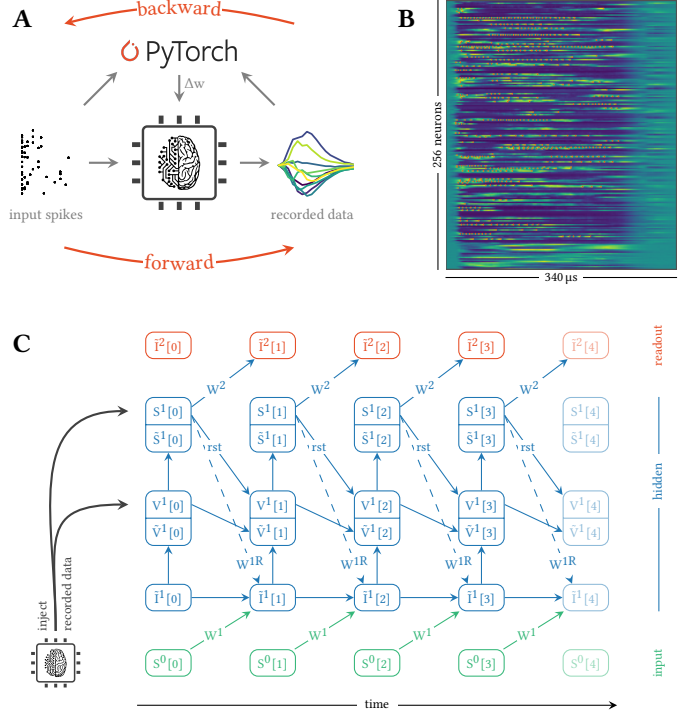 A
backward
PyTorch
Δw
input spikes
recorded data
forward
B
256 neurons
340 µs
C
Ĩ²[0] Ĩ²[1] Ĩ²[2] Ĩ²[3] Ĩ²[4]
readout
W² W² W² W²
S¹[0] S¹[1] S¹[2] S¹[3] S¹[4]
S̃¹[0] S̃¹[1] S̃¹[2] S̃¹[3] S̃¹[4]
rst rst rst rst
hidden
V¹[0] V¹[1] V¹[2] V¹[3] V¹[4]
Ṽ¹[0] Ṽ¹[1] Ṽ¹[2] Ṽ¹[3] Ṽ¹[4]
W¹ᴿ W¹ᴿ W¹ᴿ W¹ᴿ
Ĩ¹[0] Ĩ¹[1] Ĩ¹[2] Ĩ¹[3] Ĩ¹[4]
inject
recorded data
W¹ W¹ W¹ W¹
S⁰[0] S⁰[1] S⁰[2] S⁰[3] S⁰[4]
input
time